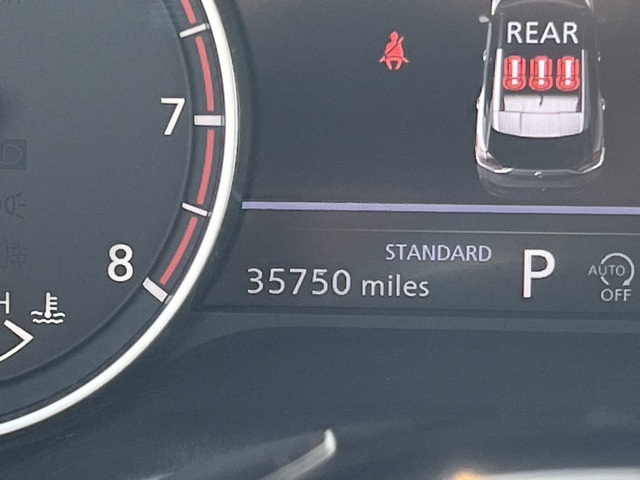 REAR
7
8
STANDARD
35750 miles
P
AUTO
OFF
H